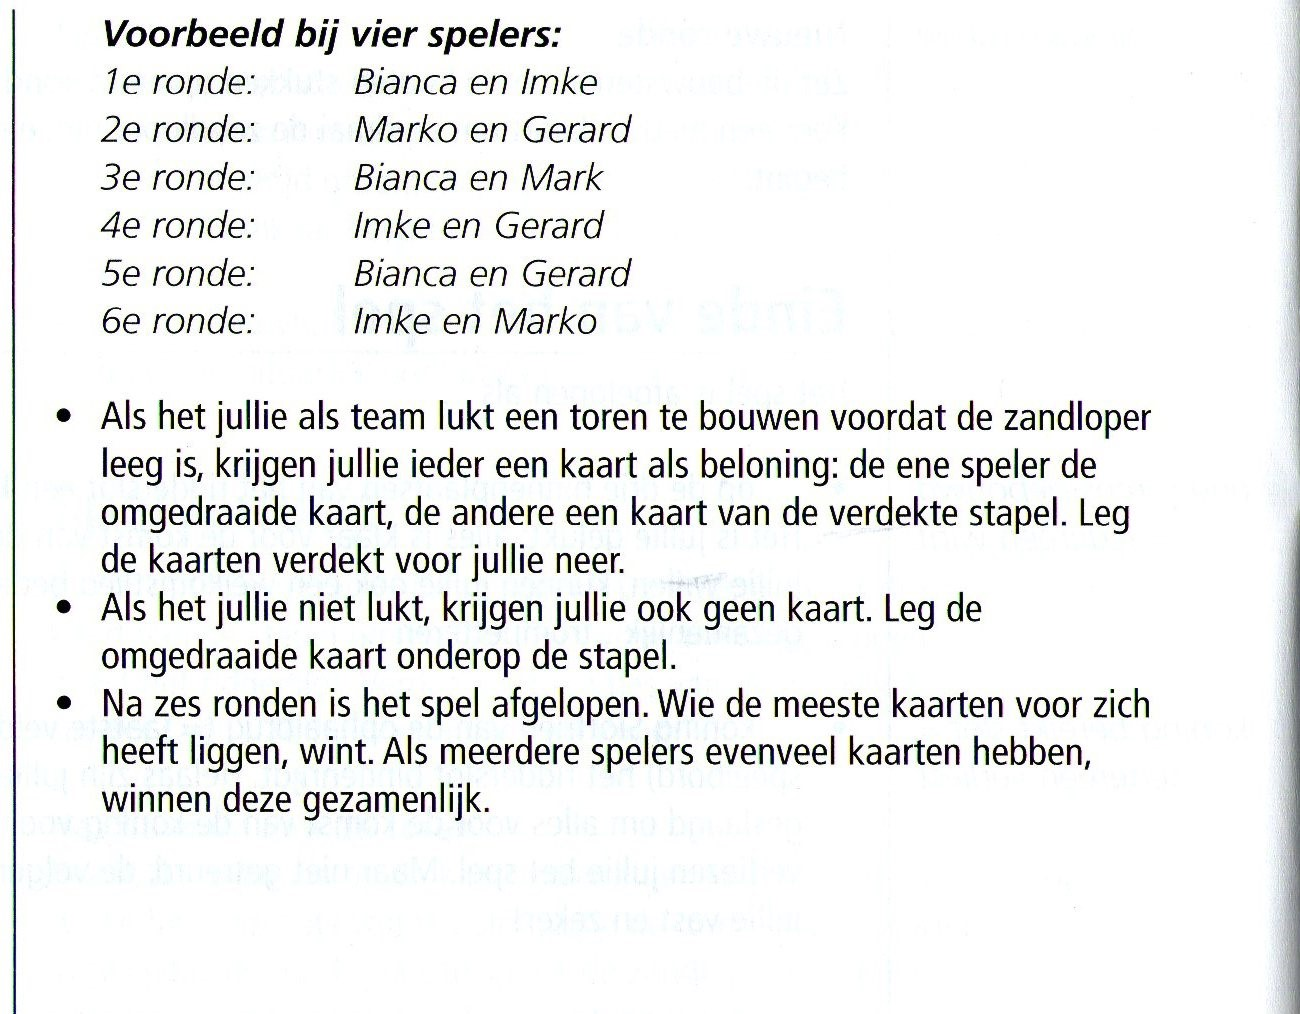 Voorbeeld bij vier spelers:
1e ronde: Bianca en Imke
2e ronde: Marko en Gerard
3e ronde: Bianca en Mark
4e ronde: Imke en Gerard
5e ronde: Bianca en Gerard
6e ronde: Imke en Marko
• Als het jullie als team lukt een toren te bouwen voordat de zandloper
leeg is, krijgen jullie ieder een kaart als beloning: de ene speler de
omgedraaide kaart, de andere een kaart van de verdekte stapel. Leg
de kaarten verdekt voor jullie neer.
• Als het jullie niet lukt, krijgen jullie ook geen kaart. Leg de
omgedraaide kaart onderop de stapel.
• Na zes ronden is het spel afgelopen. Wie de meeste kaarten voor zich
heeft liggen, wint. Als meerdere spelers evenveel kaarten hebben,
winnen deze gezamenlijk.